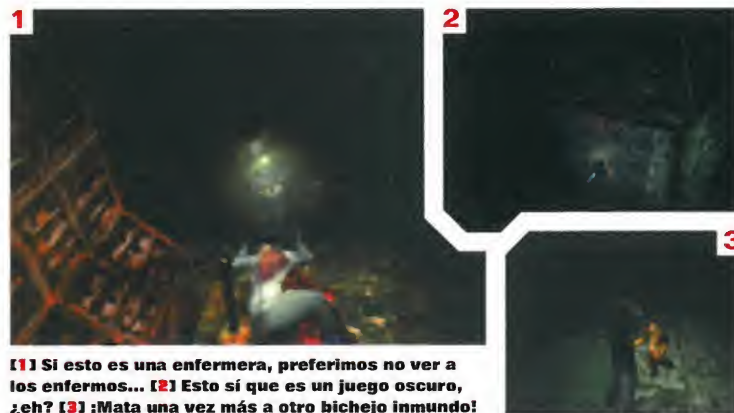 1
2
3
[1] Si esto es una enfermera, preferimos no ver a
los enfermos... [2] Esto sí que es un juego oscuro,
¿eh? [3] ¡Mata una vez más a otro bichejo inmundo!